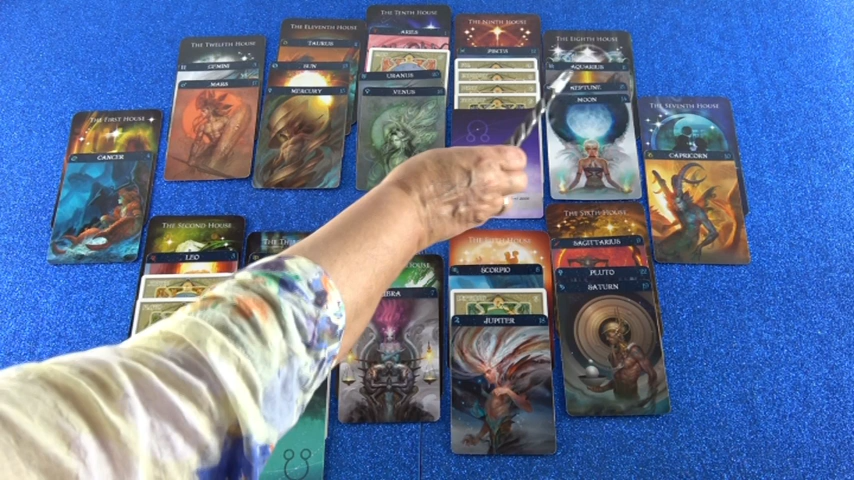 THE TENTH HOUSE
ARIES
URANUS
VENUS
THE ELEVENTH HOUSE
TAURUS
SUN
MERCURY
THE NINTH HOUSE
PISCES
THE TWELFTH HOUSE
GEMINI
MARS
THE EIGHTH HOUSE
AQUARIUS
NEPTUNE
MOON
THE FIRST HOUSE
CANCER
THE SEVENTH HOUSE
CAPRICORN
THE SECOND HOUSE
LEO
THE SIXTH HOUSE
SAGITTARIUS
PLUTO
SATURN
HOUSE
SCORPIO
JUPITER